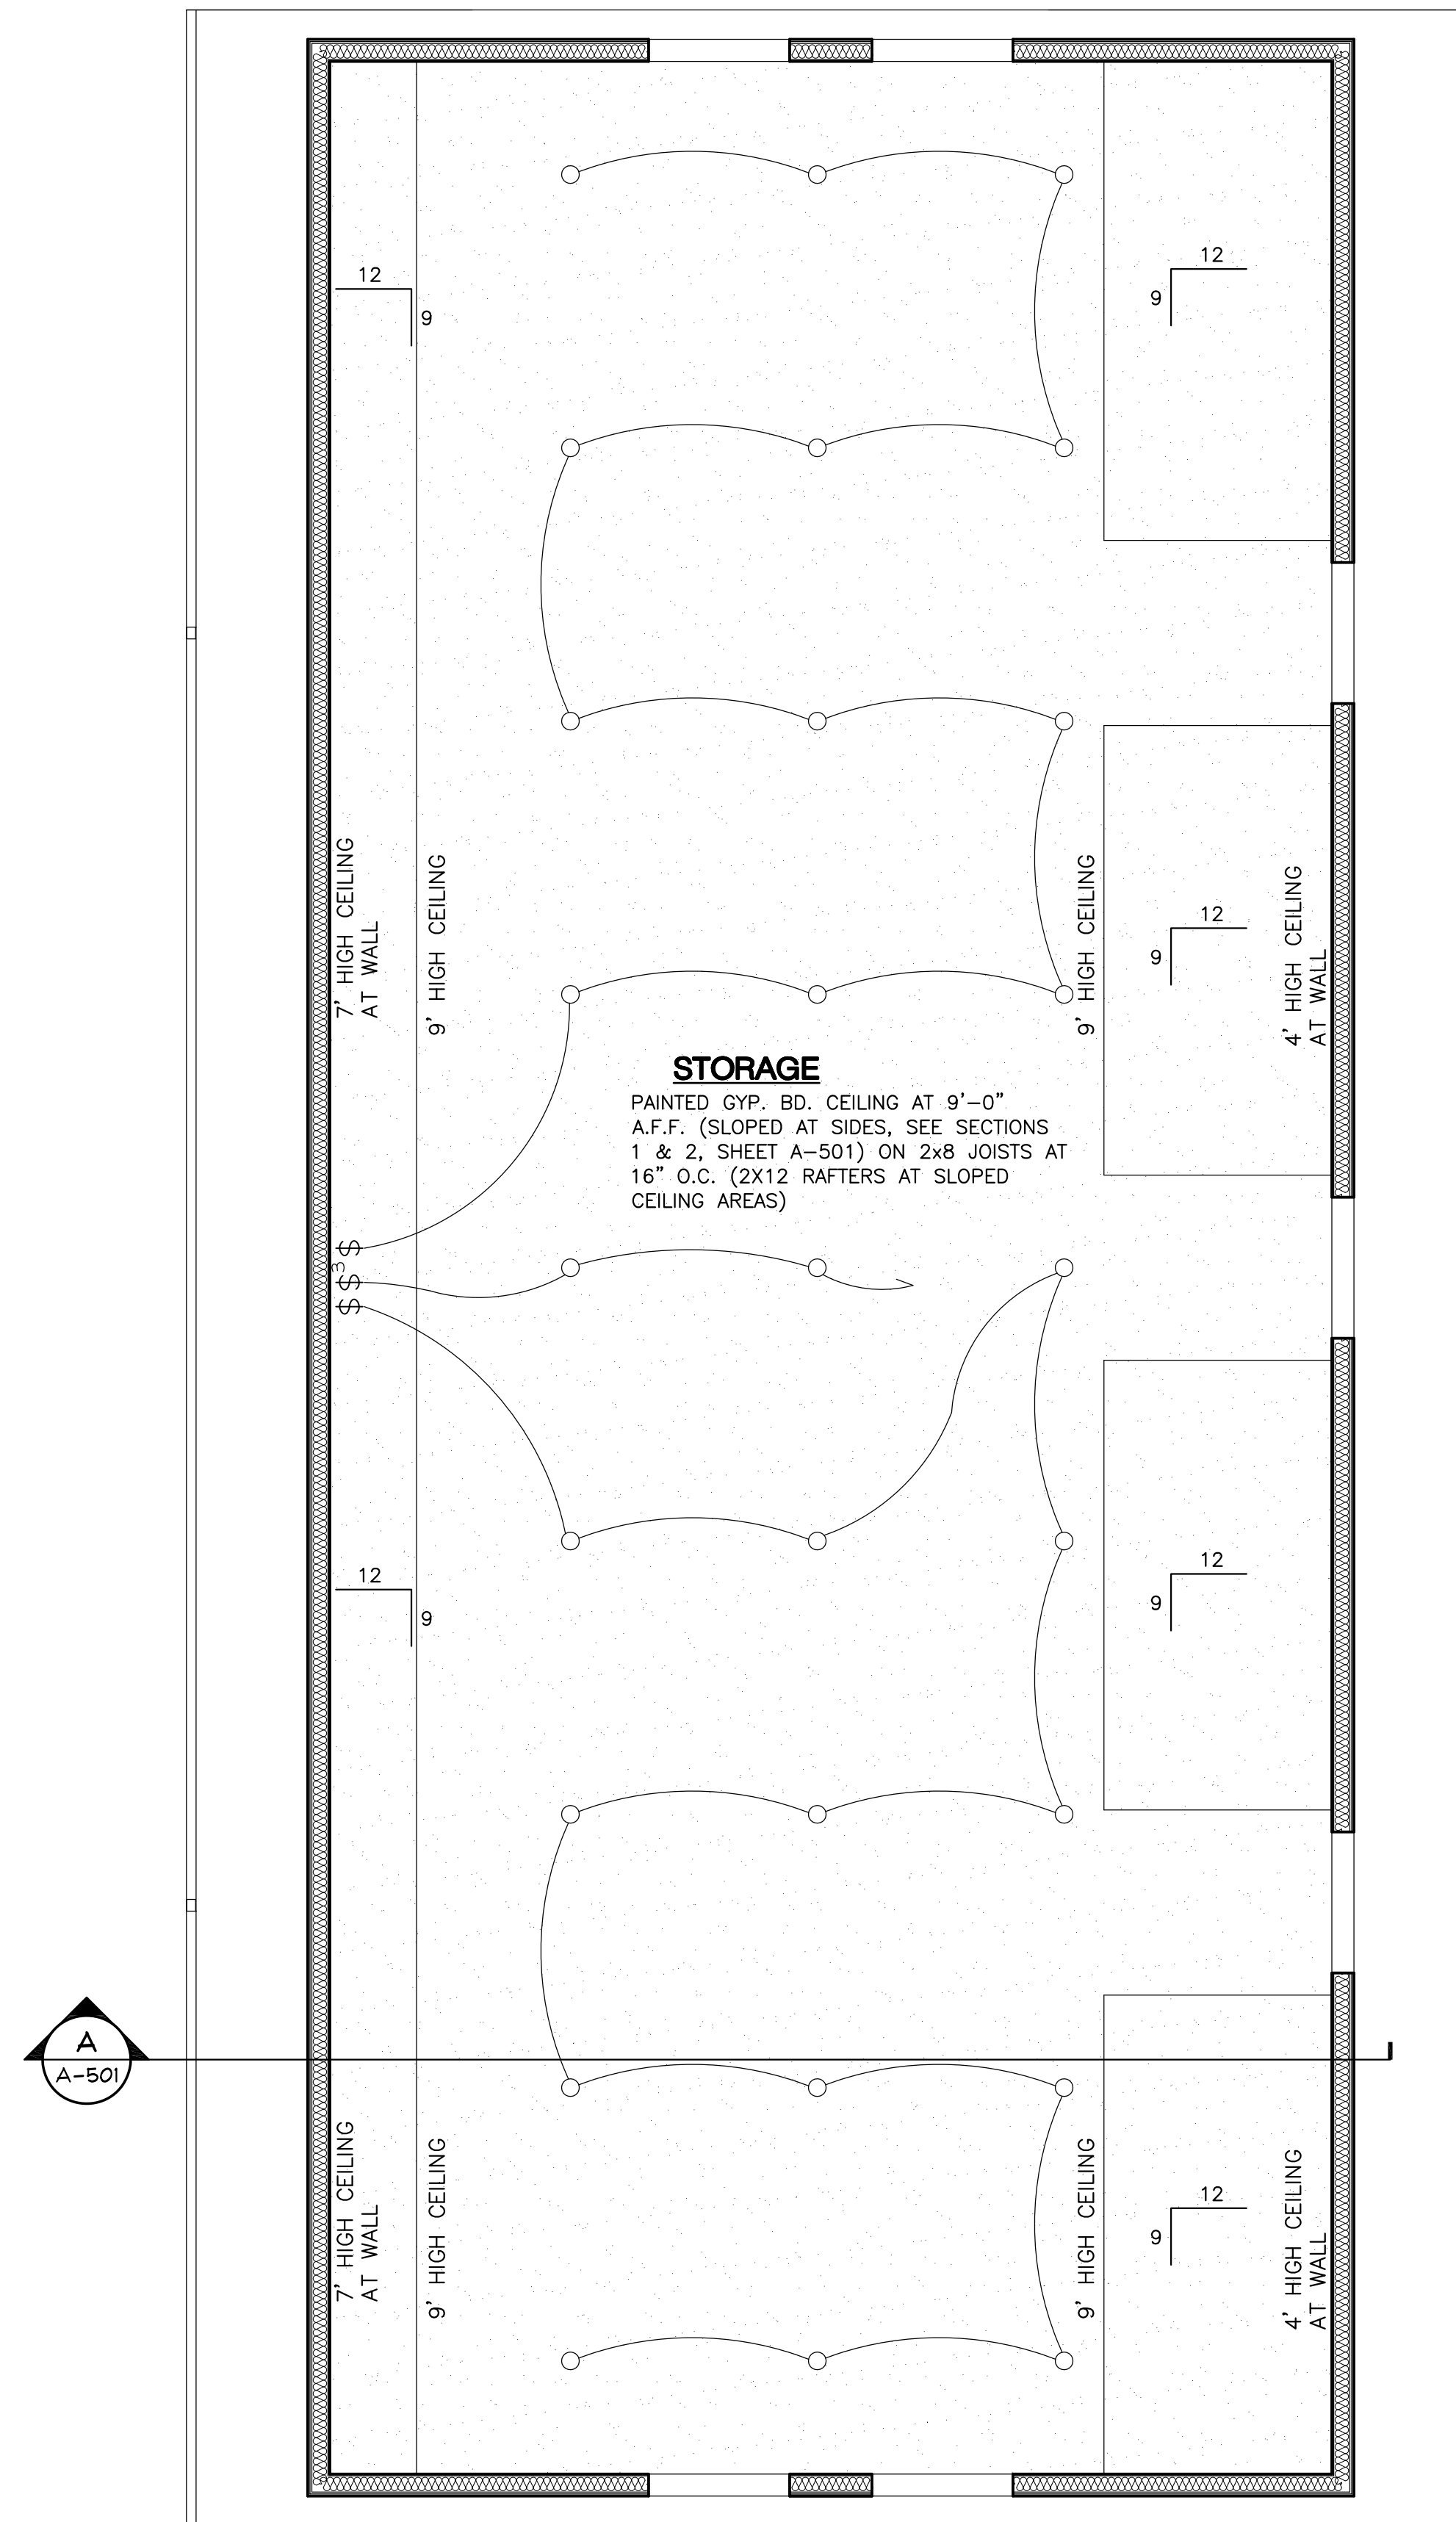 12
9
12
9
7' HIGH CEILING
AT WALL
9' HIGH CEILING
9' HIGH CEILING
12
9
4' HIGH CEILING
AT WALL
STORAGE
PAINTED GYP. BD. CEILING AT 9'-0"
A.F.F. (SLOPED AT SIDES, SEE SECTIONS
1 & 2, SHEET A-501) ON 2x8 JOISTS AT
16" O.C. (2X12 RAFTERS AT SLOPED
CEILING AREAS)
$
3
$
$
12
9
12
9
A
A-501
7' HIGH CEILING
AT WALL
9' HIGH CEILING
9' HIGH CEILING
12
9
4' HIGH CEILING
AT WALL